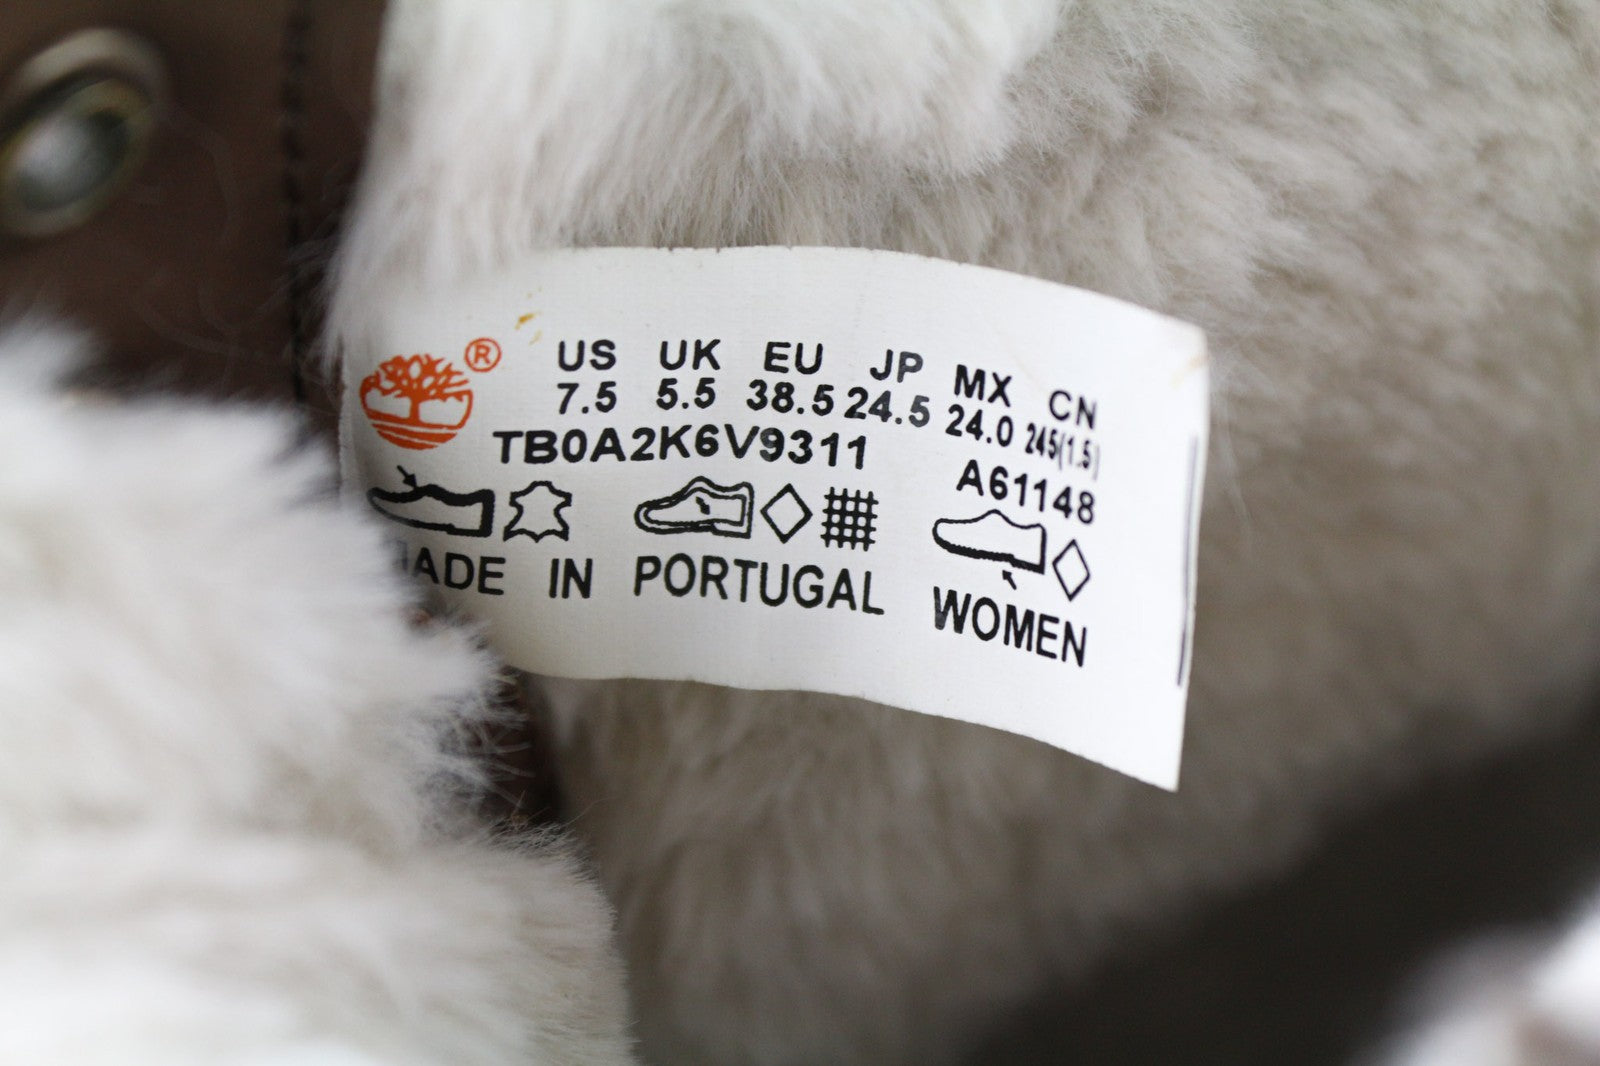 ® US UK EU JP MX CN
7.5 5.5 38.5 24.5 24.0 245(1.5)
TB0A2K6V9311 A61148
MADE IN PORTUGAL WOMEN